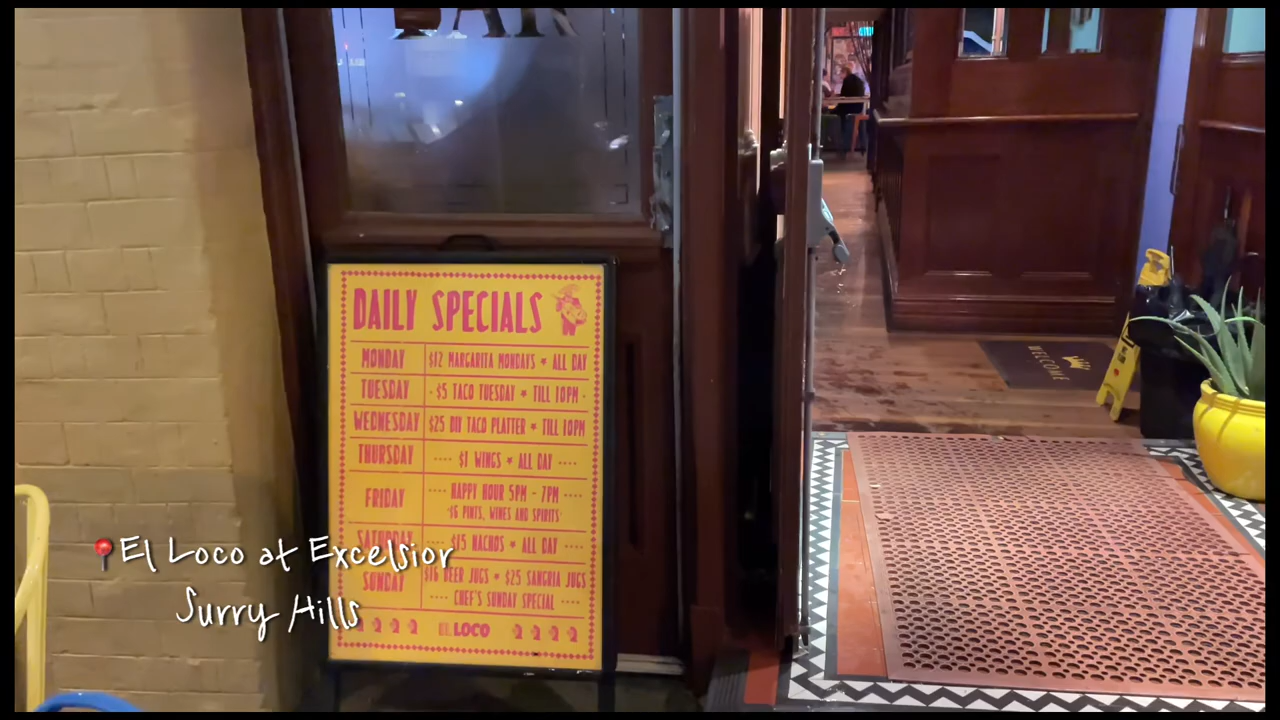 BAR
DAILY SPECIALS
MONDAY $12 MARGARITA MONDAYS * ALL DAY
TUESDAY - $5 TACO TUESDAY * TILL 10PM -
WEDNESDAY $25 DIY TACO PLATTER * TILL 10PM
THURSDAY ---- $1 WINGS * ALL DAY ----
FRIDAY ---- HAPPY HOUR 5PM - 7PM ----
$6 PINTS, WINES AND SPIRITS
SATURDAY $15 NACHOS * ALL DAY ----
SUNDAY $16 BEER JUGS * $25 SANGRIA JUGS
---- CHEF'S SUNDAY SPECIAL ----
EL LOCO
WELCOME
El Loco at Excelsior
Surry Hills